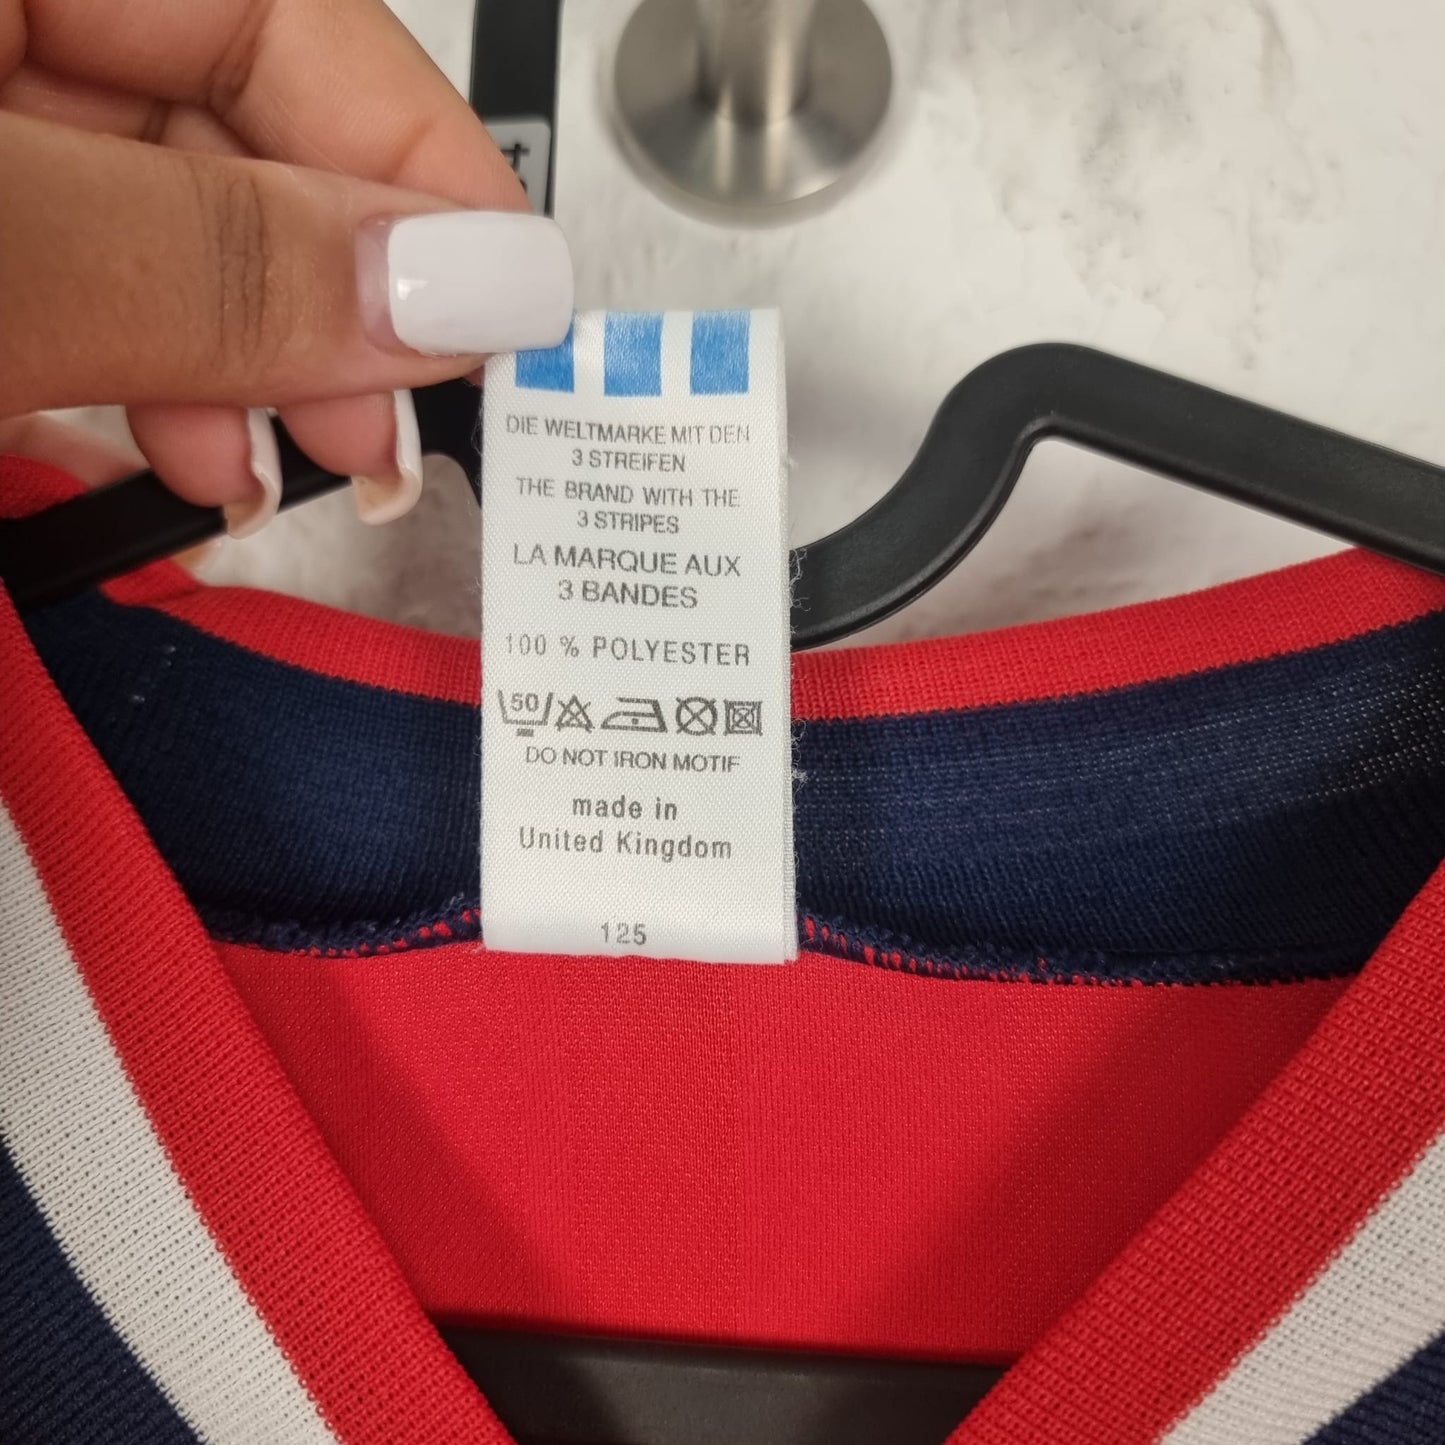 DIE WELTMARKE MIT DEN
3 STREIFEN
THE BRAND WITH THE
3 STRIPES
LA MARQUE AUX
3 BANDES
100 % POLYESTER
50
DO NOT IRON MOTIF
made in
United Kingdom
125